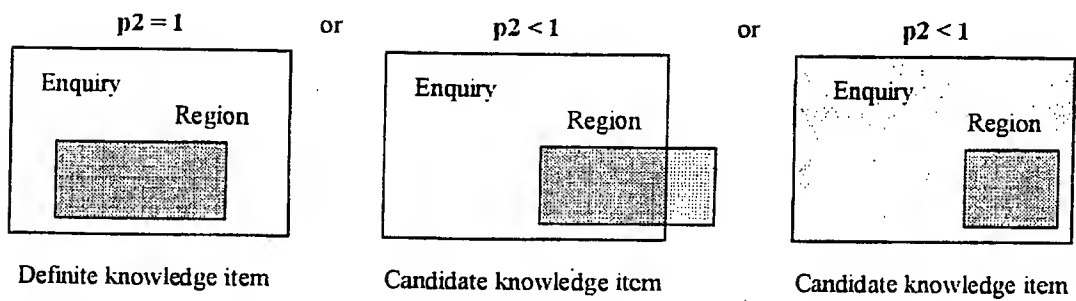 p2 = 1 or p2 < 1 or p2 < 1
Enquiry Enquiry Enquiry
Region Region Region
Definite knowledge item Candidate knowledge item Candidate knowledge item